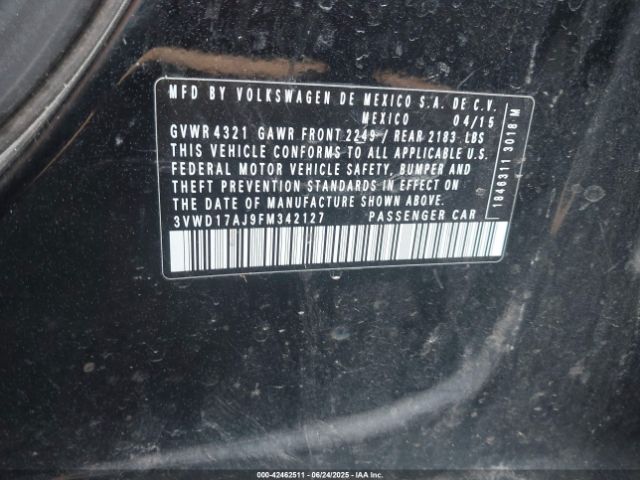 MFD BY VOLKSWAGEN DE MEXICO S.A. DE C.V.
MEXICO 04/15
GVWR 4321 GAWR FRONT 2249 / REAR 2183 LBS
THIS VEHICLE CONFORMS TO ALL APPLICABLE U.S.
FEDERAL MOTOR VEHICLE SAFETY, BUMPER AND
THEFT PREVENTION STANDARDS IN EFFECT ON
THE DATE OF MANUFACTURE SHOWN ABOVE.
3VWD17AJ9FM342127 PASSENGER CAR
1846311 3018 M
000-42462511 - 06/24/2025 - IAA Inc.